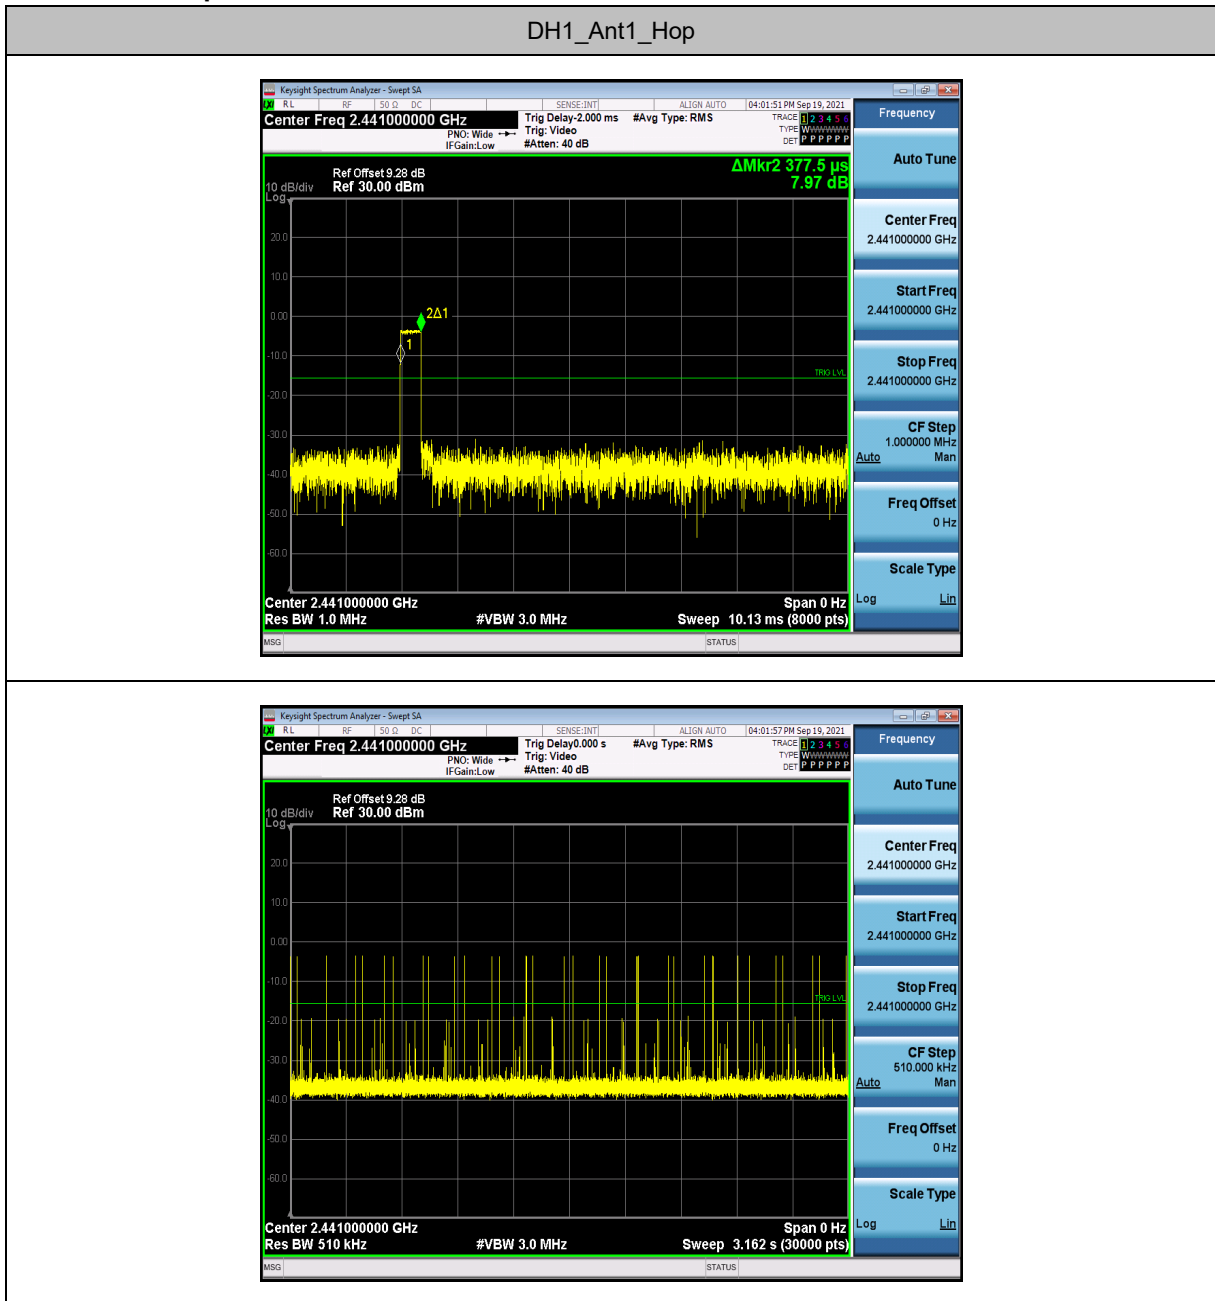 DH1_Ant1_Hop
Keysight Spectrum Analyzer - Swept SA
LXI RL RF 50 Ω DC SENSE:INT ALIGN AUTO 04:01:51 PM Sep 19, 2021
Center Freq 2.441000000 GHz
PNO: Wide
IFGain:Low
Trig Delay-2.000 ms
Trig: Video
#Atten: 40 dB
#Avg Type: RMS
TRACE 1 2 3 4 5 6
TYPE WWWWWW
DET P P P P P P
ΔMkr2 377.5 µs
7.97 dB
Ref Offset 9.28 dB
10 dB/div Ref 30.00 dBm
Log
20.0
10.0
0.00
-10.0
-20.0
-30.0
-40.0
-50.0
-60.0
2Δ1
1
TRIG LVL
Center 2.441000000 GHz Span 0 Hz
Res BW 1.0 MHz #VBW 3.0 MHz Sweep 10.13 ms (8000 pts)
MSG STATUS
Frequency
Auto Tune
Center Freq
2.441000000 GHz
Start Freq
2.441000000 GHz
Stop Freq
2.441000000 GHz
CF Step
1.000000 MHz
Auto Man
Freq Offset
0 Hz
Scale Type
Log Lin
Keysight Spectrum Analyzer - Swept SA
LXI RL RF 50 Ω DC SENSE:INT ALIGN AUTO 04:01:57 PM Sep 19, 2021
Center Freq 2.441000000 GHz
PNO: Wide
IFGain:Low
Trig Delay0.000 s
Trig: Video
#Atten: 40 dB
#Avg Type: RMS
TRACE 1 2 3 4 5 6
TYPE WWWWWW
DET P P P P P P
Ref Offset 9.28 dB
10 dB/div Ref 30.00 dBm
Log
20.0
10.0
0.00
-10.0
-20.0
-30.0
-40.0
-50.0
-60.0
TRIG LVL
Center 2.441000000 GHz Span 0 Hz
Res BW 510 kHz #VBW 3.0 MHz Sweep 3.162 s (30000 pts)
MSG STATUS
Frequency
Auto Tune
Center Freq
2.441000000 GHz
Start Freq
2.441000000 GHz
Stop Freq
2.441000000 GHz
CF Step
510.000 kHz
Auto Man
Freq Offset
0 Hz
Scale Type
Log Lin